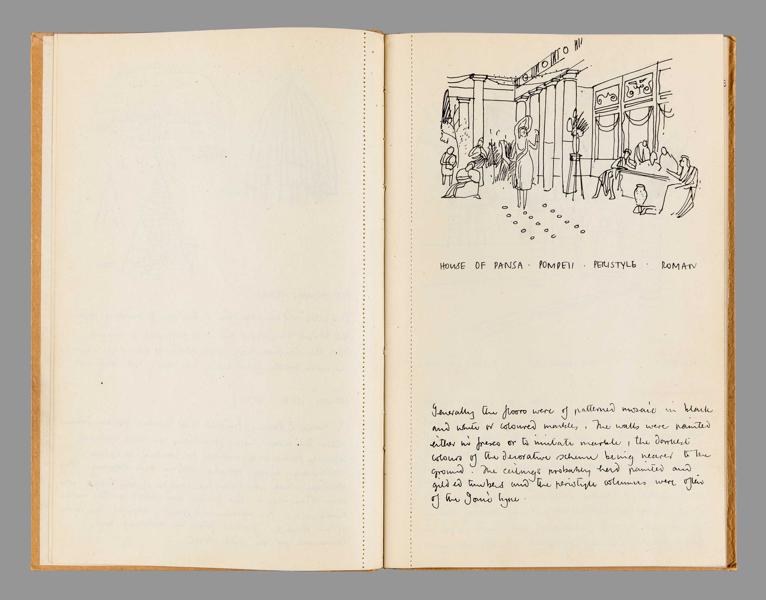 HOUSE OF PANSA · POMPEII · PERISTYLE · ROMAN
Generally the floors were of patterned mosaic in black
and white or coloured marbles. The walls were painted
either in fresco or to imitate marble, the darkest
colours of the decorative scheme being nearer to the
ground. The ceilings probably had painted and
gilded timbers and the peristyle columns were often
of the Ionic type.